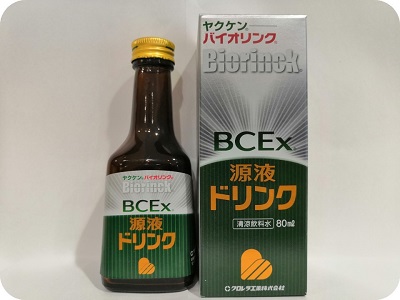 ヤクケン
バイオリンク®
Biorinck
BCEx
源液
ドリンク
ヤクケン®
バイオリンク®
Biorinck
BCEx®
源液
ドリンク
清涼飲料水 80ml
クロレラ工業株式会社